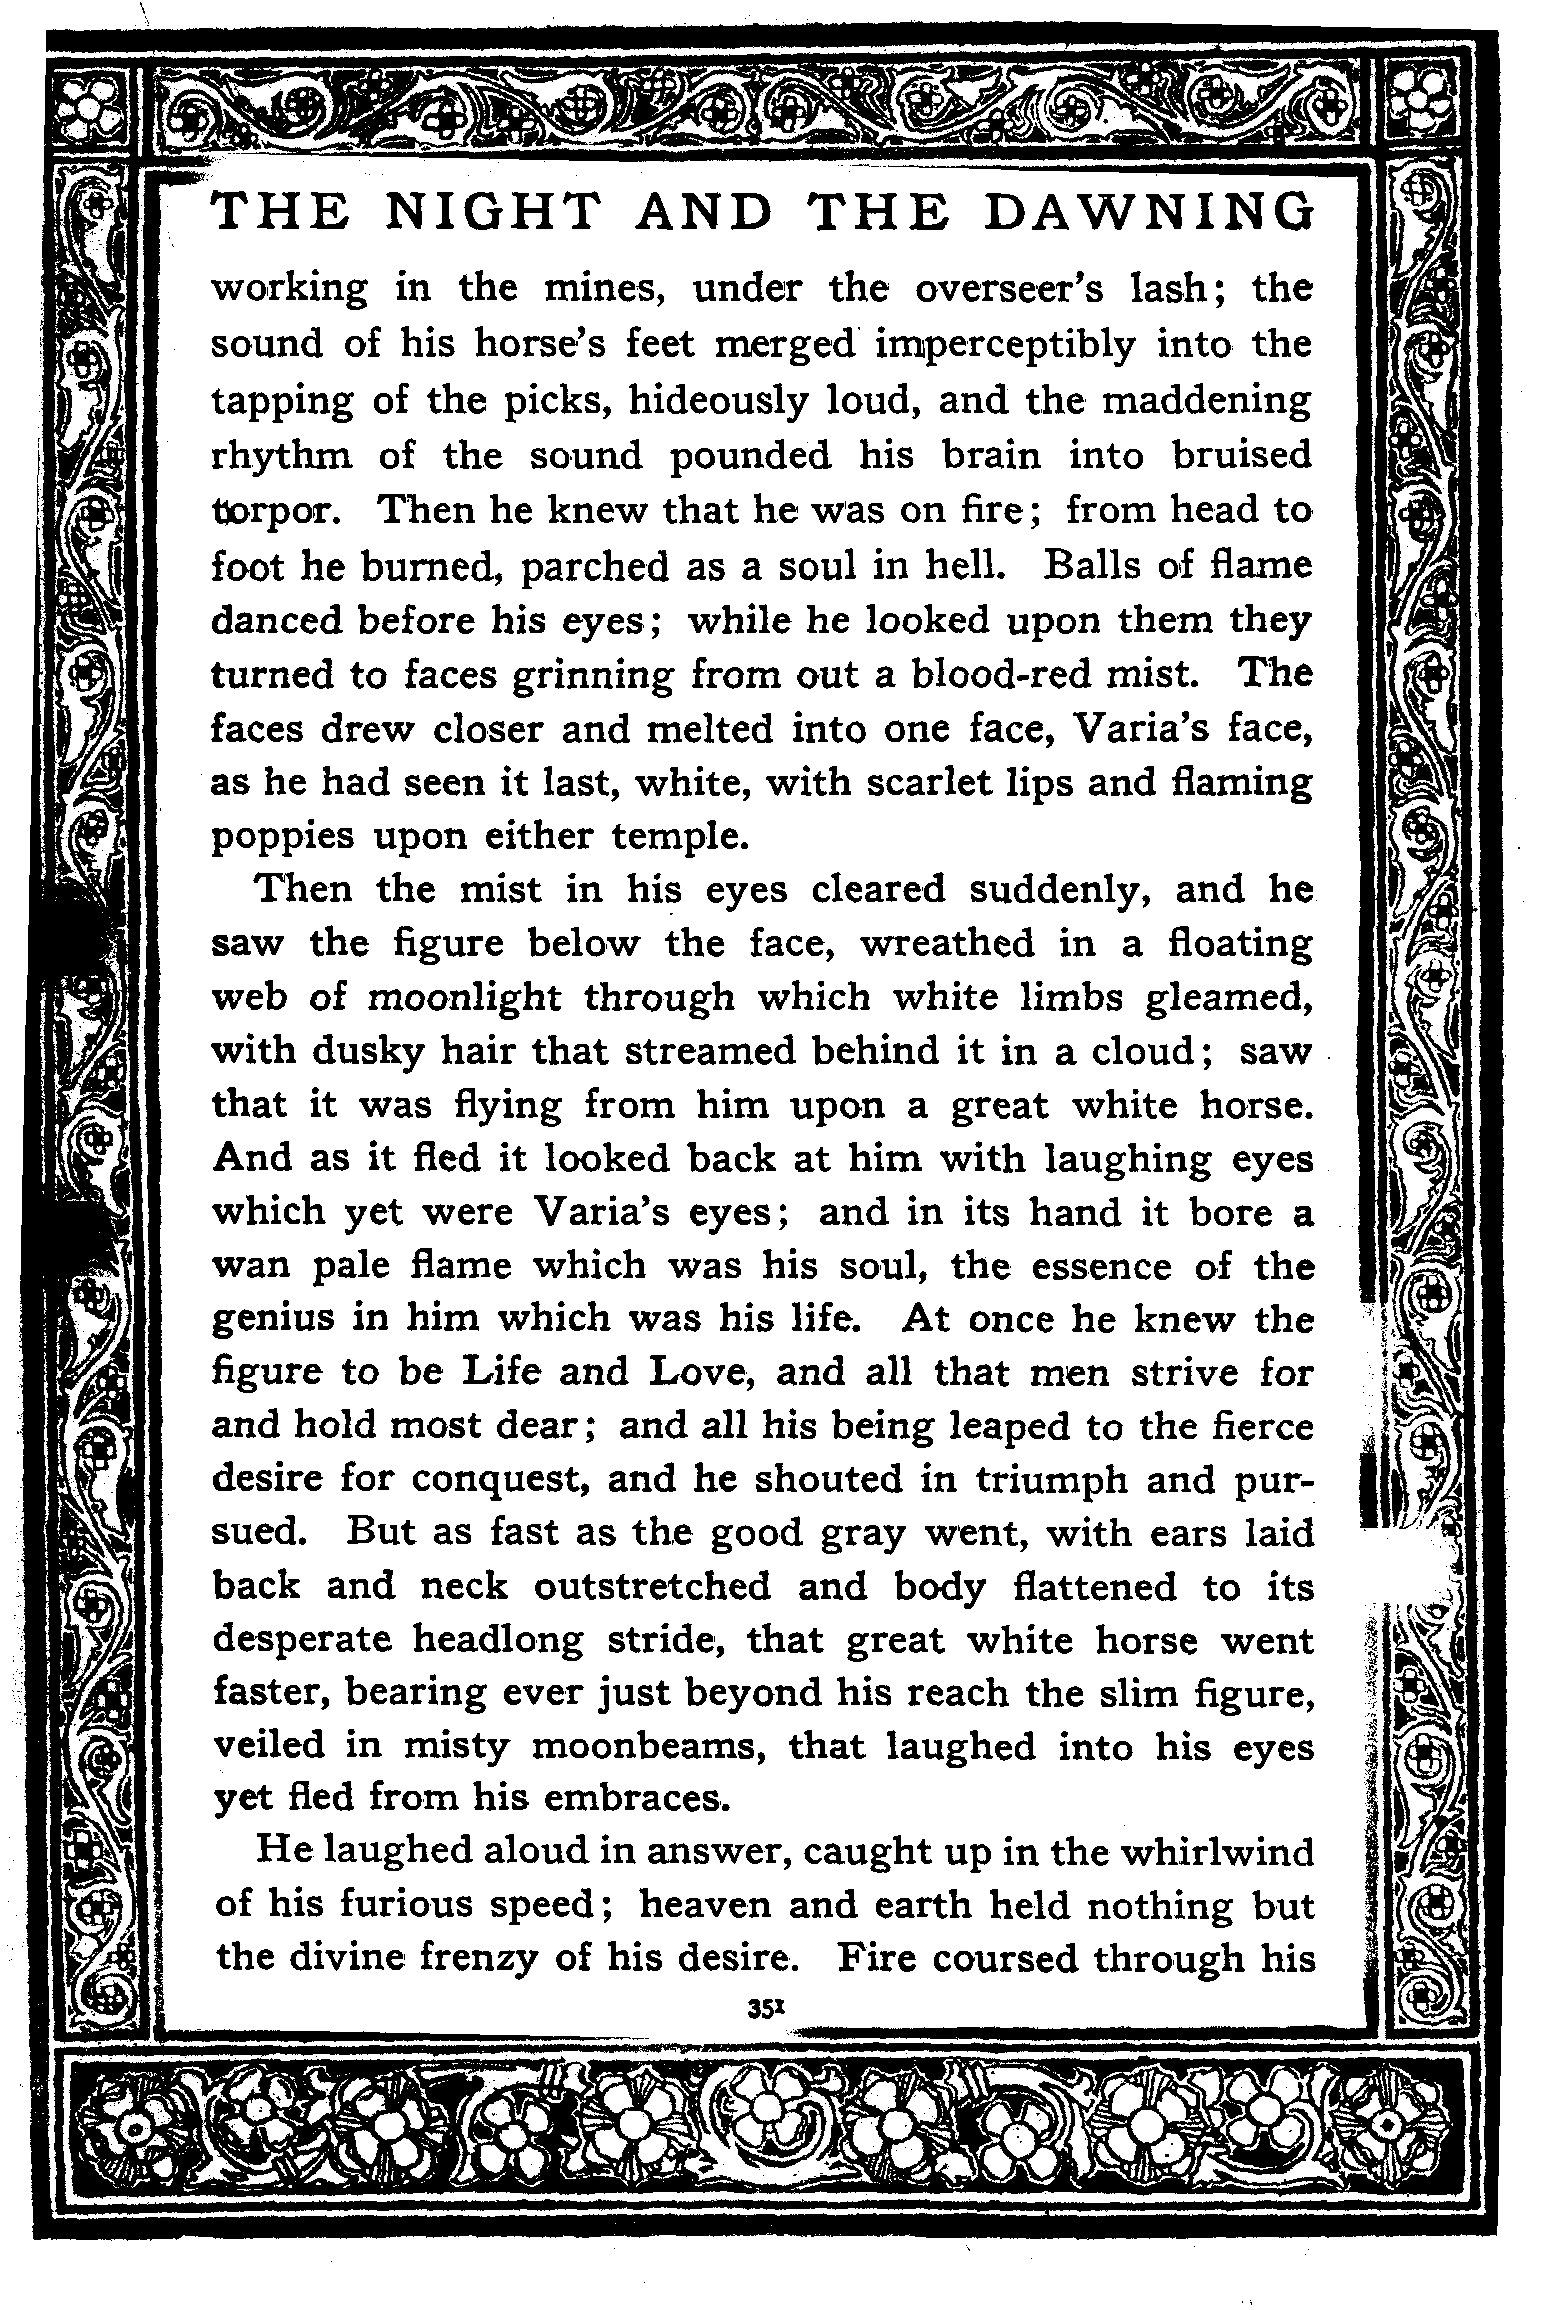 THE NIGHT AND THE DAWNING
working in the mines, under the overseer's lash; the
sound of his horse's feet merged imperceptibly into the
tapping of the picks, hideously loud, and the maddening
rhythm of the sound pounded his brain into bruised
torpor. Then he knew that he was on fire; from head to
foot he burned, parched as a soul in hell. Balls of flame
danced before his eyes; while he looked upon them they
turned to faces grinning from out a blood-red mist. The
faces drew closer and melted into one face, Varia's face,
as he had seen it last, white, with scarlet lips and flaming
poppies upon either temple.
Then the mist in his eyes cleared suddenly, and he
saw the figure below the face, wreathed in a floating
web of moonlight through which white limbs gleamed,
with dusky hair that streamed behind it in a cloud; saw
that it was flying from him upon a great white horse.
And as it fled it looked back at him with laughing eyes
which yet were Varia's eyes; and in its hand it bore a
wan pale flame which was his soul, the essence of the
genius in him which was his life. At once he knew the
figure to be Life and Love, and all that men strive for
and hold most dear; and all his being leaped to the fierce
desire for conquest, and he shouted in triumph and pur-
sued. But as fast as the good gray went, with ears laid
back and neck outstretched and body flattened to its
desperate headlong stride, that great white horse went
faster, bearing ever just beyond his reach the slim figure,
veiled in misty moonbeams, that laughed into his eyes
yet fled from his embraces.
He laughed aloud in answer, caught up in the whirlwind
of his furious speed; heaven and earth held nothing but
the divine frenzy of his desire. Fire coursed through his
351